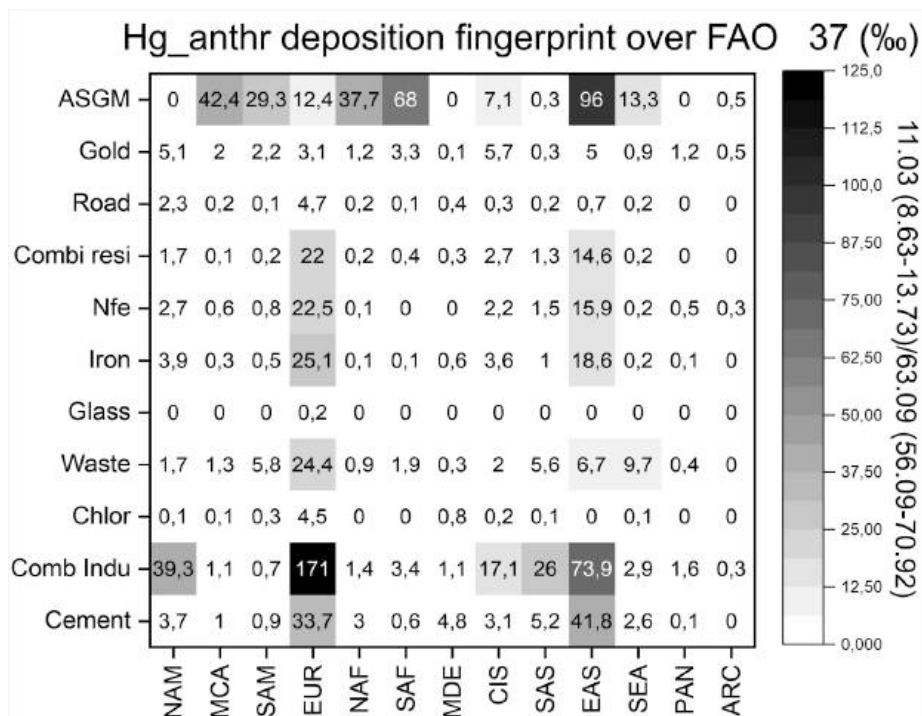 Hg_anthr deposition fingerprint over FAO 37 (‰)
ASGM 0 42,4 29,3 12,4 37,7 68 0 7,1 0,3 96 13,3 0 0,5
Gold 5,1 2 2,2 3,1 1,2 3,3 0,1 5,7 0,3 5 0,9 1,2 0,5
Road 2,3 0,2 0,1 4,7 0,2 0,1 0,4 0,3 0,2 0,7 0,2 0 0
Combi resi 1,7 0,1 0,2 22 0,2 0,4 0,3 2,7 1,3 14,6 0,2 0 0
Nfe 2,7 0,6 0,8 22,5 0,1 0 0 2,2 1,5 15,9 0,2 0,5 0,3
Iron 3,9 0,3 0,5 25,1 0,1 0,1 0,6 3,6 1 18,6 0,2 0,1 0
Glass 0 0 0 0,2 0 0 0 0 0 0 0 0 0
Waste 1,7 1,3 5,8 24,4 0,9 1,9 0,3 2 5,6 6,7 9,7 0,4 0
Chlor 0,1 0,1 0,3 4,5 0 0 0,8 0,2 0,1 0 0,1 0 0
Comb Indu 39,3 1,1 0,7 171 1,4 3,4 1,1 17,1 26 73,9 2,9 1,6 0,3
Cement 3,7 1 0,9 33,7 3 0,6 4,8 3,1 5,2 41,8 2,6 0,1 0
NAM MCA SAM EUR NAF SAF MDE CIS SAS EAS SEA PAN ARC
125,0
112,5
100,0
87,50
75,00
62,50
50,00
37,50
25,00
12,50
0,000
11.03 (8.63-13.73)/63.09 (56.09-70.92)